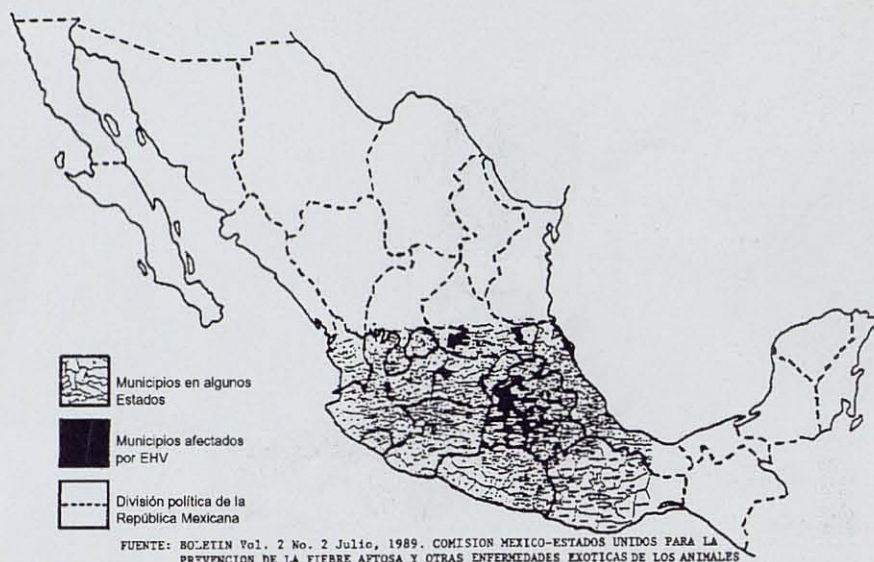 Municipios en algunos
Estados
Municipios afectados
por EHV
División política de la
República Mexicana
FUENTE: BOLETIN Vol. 2 No. 2 Julio, 1989. COMISION MEXICO-ESTADOS UNIDOS PARA LA
PREVENCION DE LA FIEBRE AFTOSA Y OTRAS ENFERMEDADES EXOTICAS DE LOS ANIMALES